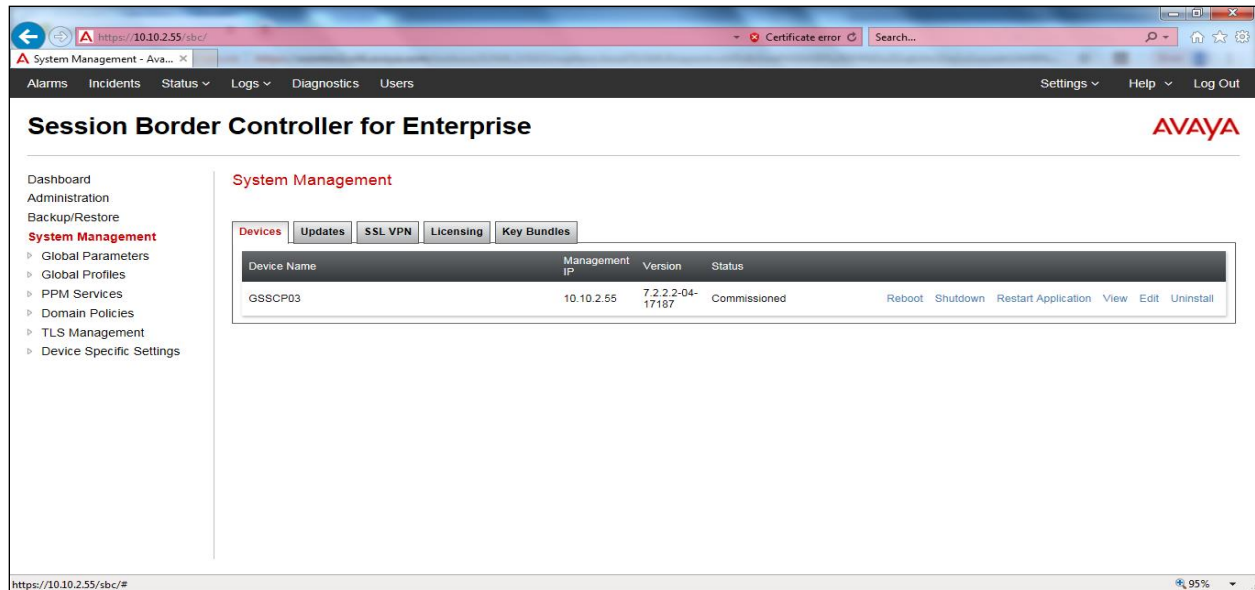 https://10.10.2.55/sbc/ Certificate error Search...
System Management - Ava...
Alarms Incidents Status Logs Diagnostics Users Settings Help Log Out
Session Border Controller for Enterprise
AVAYA
Dashboard
Administration
Backup/Restore
System Management
Global Parameters
Global Profiles
PPM Services
Domain Policies
TLS Management
Device Specific Settings
System Management
Devices Updates SSL VPN Licensing Key Bundles
Device Name Management IP Version Status
GSSCP03 10.10.2.55 7.2.2.2-04-17187 Commissioned Reboot Shutdown Restart Application View Edit Uninstall
https://10.10.2.55/sbc/# 95%